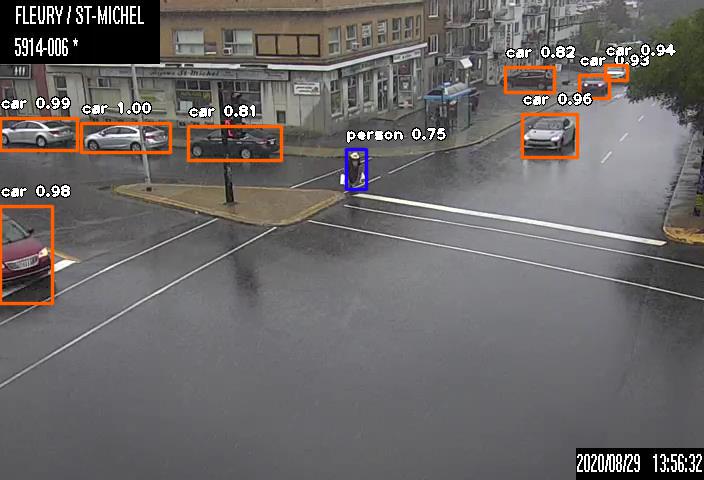 FLEURY / ST-MICHEL
5914-006 *
car 0.82
car 0.94
car 0.93
car 0.99
car 1.00
car 0.81
car 0.96
person 0.75
car 0.98
2020/08/29 13:56:32